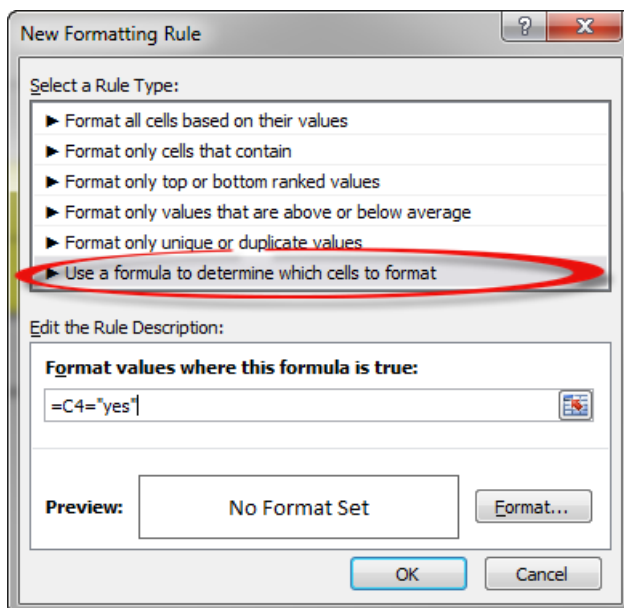 New Formatting Rule
?
Select a Rule Type:
► Format all cells based on their values
► Format only cells that contain
► Format only top or bottom ranked values
► Format only values that are above or below average
► Format only unique or duplicate values
► Use a formula to determine which cells to format
Edit the Rule Description:
Format values where this formula is true:
=C4="yes"
Preview: No Format Set Format...
OK Cancel